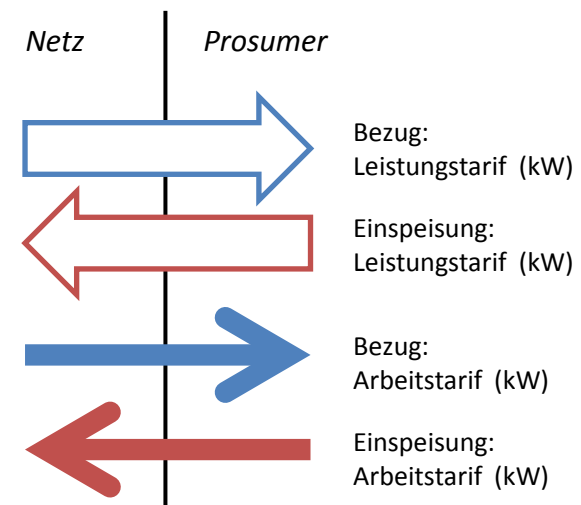 Netz Prosumer
Bezug:
Leistungstarif (kW)
Einspeisung:
Leistungstarif (kW)
Bezug:
Arbeitstarif (kW)
Einspeisung:
Arbeitstarif (kW)